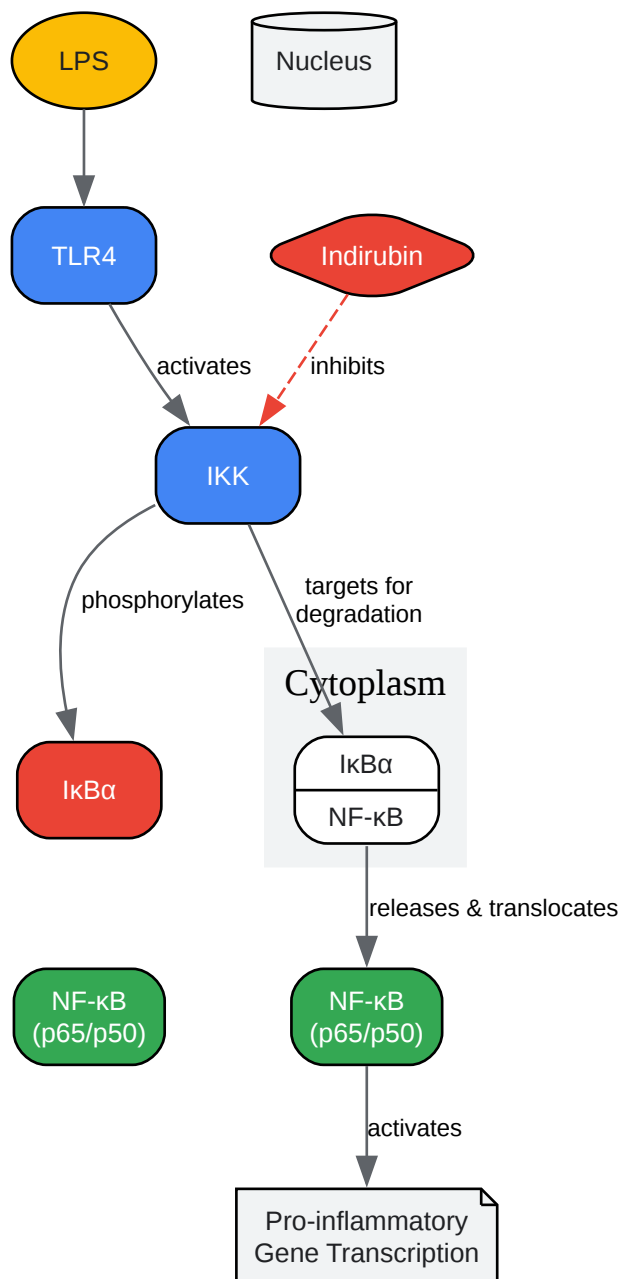 LPS
Nucleus
TLR4
Indirubin
activates
inhibits
IKK
phosphorylates
targets for
degradation
Cytoplasm
IκBα
IκBα
NF-κB
releases & translocates
NF-κB
(p65/p50)
NF-κB
(p65/p50)
activates
Pro-inflammatory
Gene Transcription